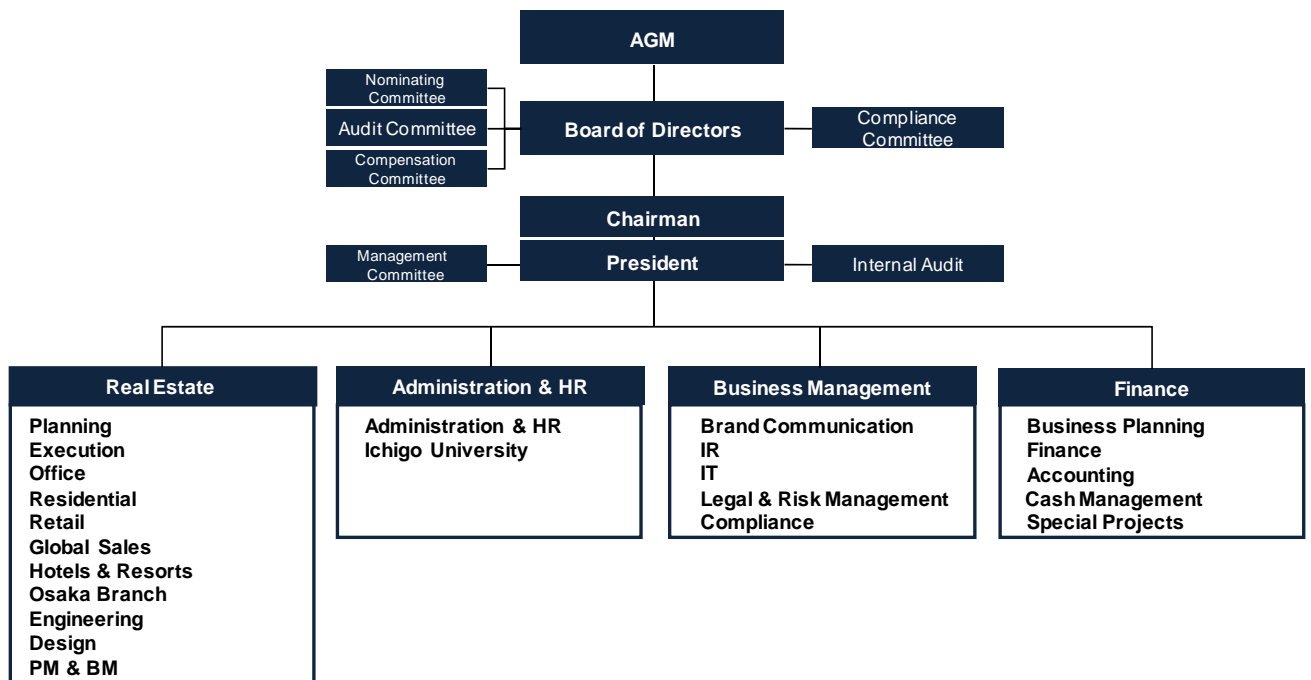 AGM
Nominating
Committee
Audit Committee
Compensation
Committee
Board of Directors
Compliance
Committee
Chairman
Management
Committee
President
Internal Audit
Real Estate
Planning
Execution
Office
Residential
Retail
Global Sales
Hotels & Resorts
Osaka Branch
Engineering
Design
PM & BM
Administration & HR
Administration & HR
Ichigo University
Business Management
Brand Communication
IR
IT
Legal & Risk Management
Compliance
Finance
Business Planning
Finance
Accounting
Cash Management
Special Projects